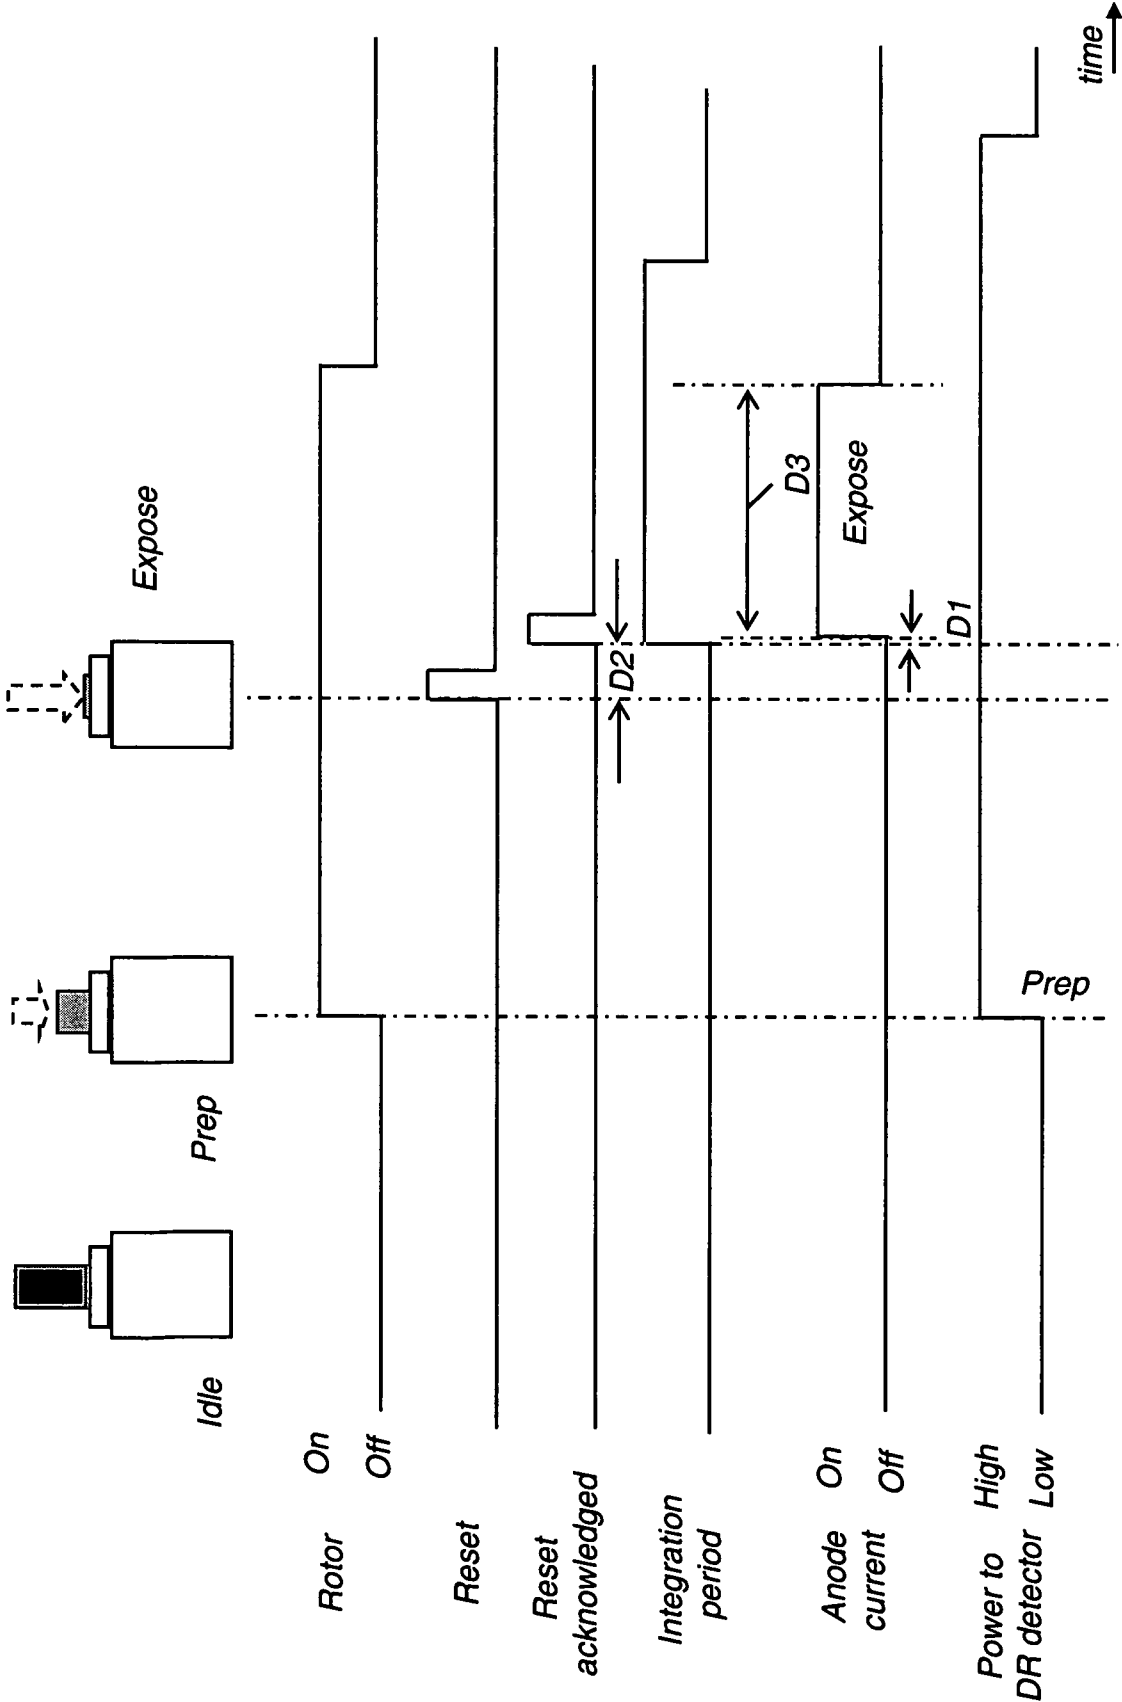 Idle
Prep
Expose
Rotor
On
Off
Reset
Reset
acknowledged
D2
Integration
period
D3
Anode
current
On
Off
Expose
D1
Power to
DR detector
High
Low
Prep
time